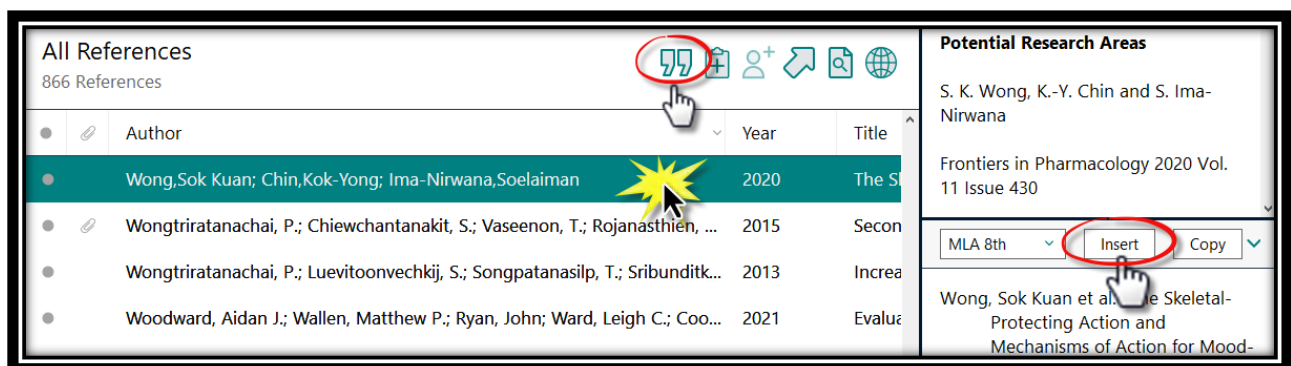 All References
866 References
Author
Year
Title
Wong,Sok Kuan; Chin,Kok-Yong; Ima-Nirwana,Soelaiman
2020
The Sk
Wongtriratanachai, P.; Chiewchantanakit, S.; Vaseenon, T.; Rojanasthien, ...
2015
Secon
Wongtriratanachai, P.; Luevitoonvechkij, S.; Songpatanasilp, T.; Sribunditk...
2013
Increa
Woodward, Aidan J.; Wallen, Matthew P.; Ryan, John; Ward, Leigh C.; Coo...
2021
Evalua
Potential Research Areas
S. K. Wong, K.-Y. Chin and S. Ima-
Nirwana
Frontiers in Pharmacology 2020 Vol.
11 Issue 430
MLA 8th
Insert
Copy
Wong, Sok Kuan et al. Skeletal-
Protecting Action and
Mechanisms of Action for Mood-